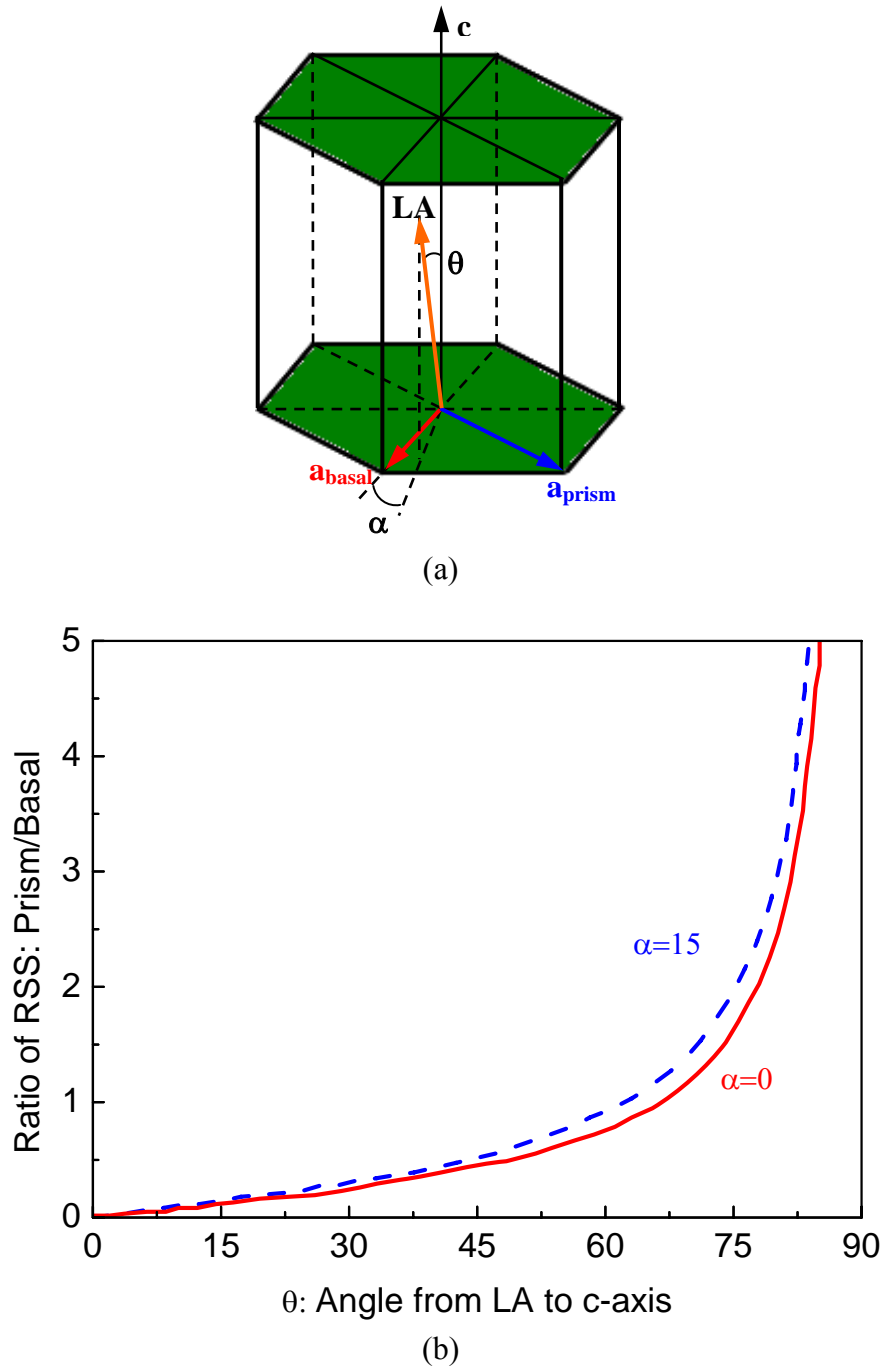 c
LA
θ
a_basal
a_prism
α
(a)
5
4
3
2
1
0
Ratio of RSS: Prism/Basal
α=15
α=0
0 15 30 45 60 75 90
θ: Angle from LA to c-axis
(b)